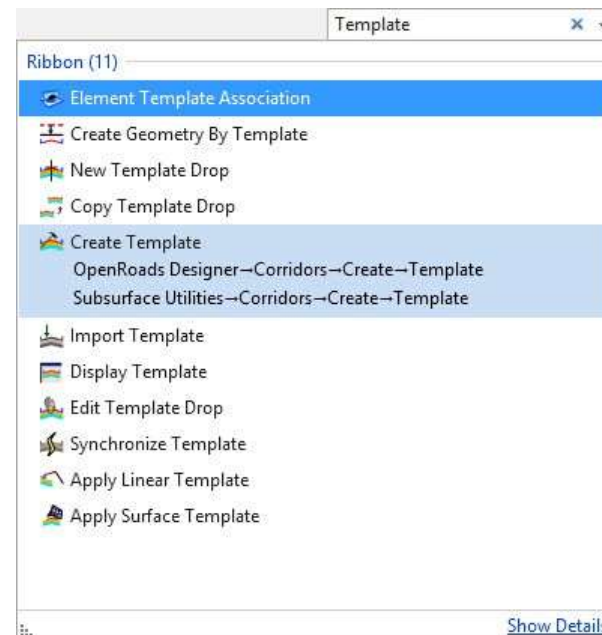 Template
Ribbon (11)
Element Template Association
Create Geometry By Template
New Template Drop
Copy Template Drop
Create Template
OpenRoads Designer→Corridors→Create→Template
Subsurface Utilities→Corridors→Create→Template
Import Template
Display Template
Edit Template Drop
Synchronize Template
Apply Linear Template
Apply Surface Template
Show Details